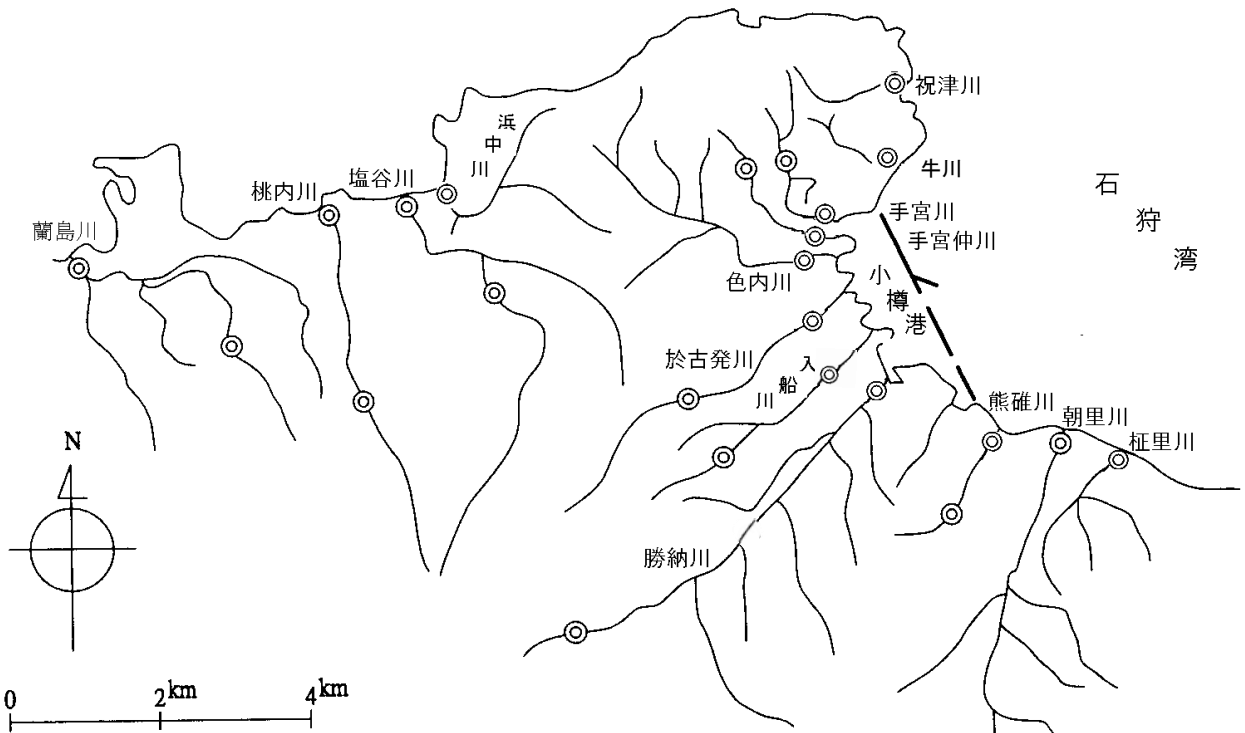 祝津川
浜中川
塩谷川
桃内川
牛川
石狩湾
蘭島川
手宮川
手宮仲川
色内川
小樽港
於古発川
入船川
熊碓川
朝里川
柾里川
N
勝納川
0
2km
4km